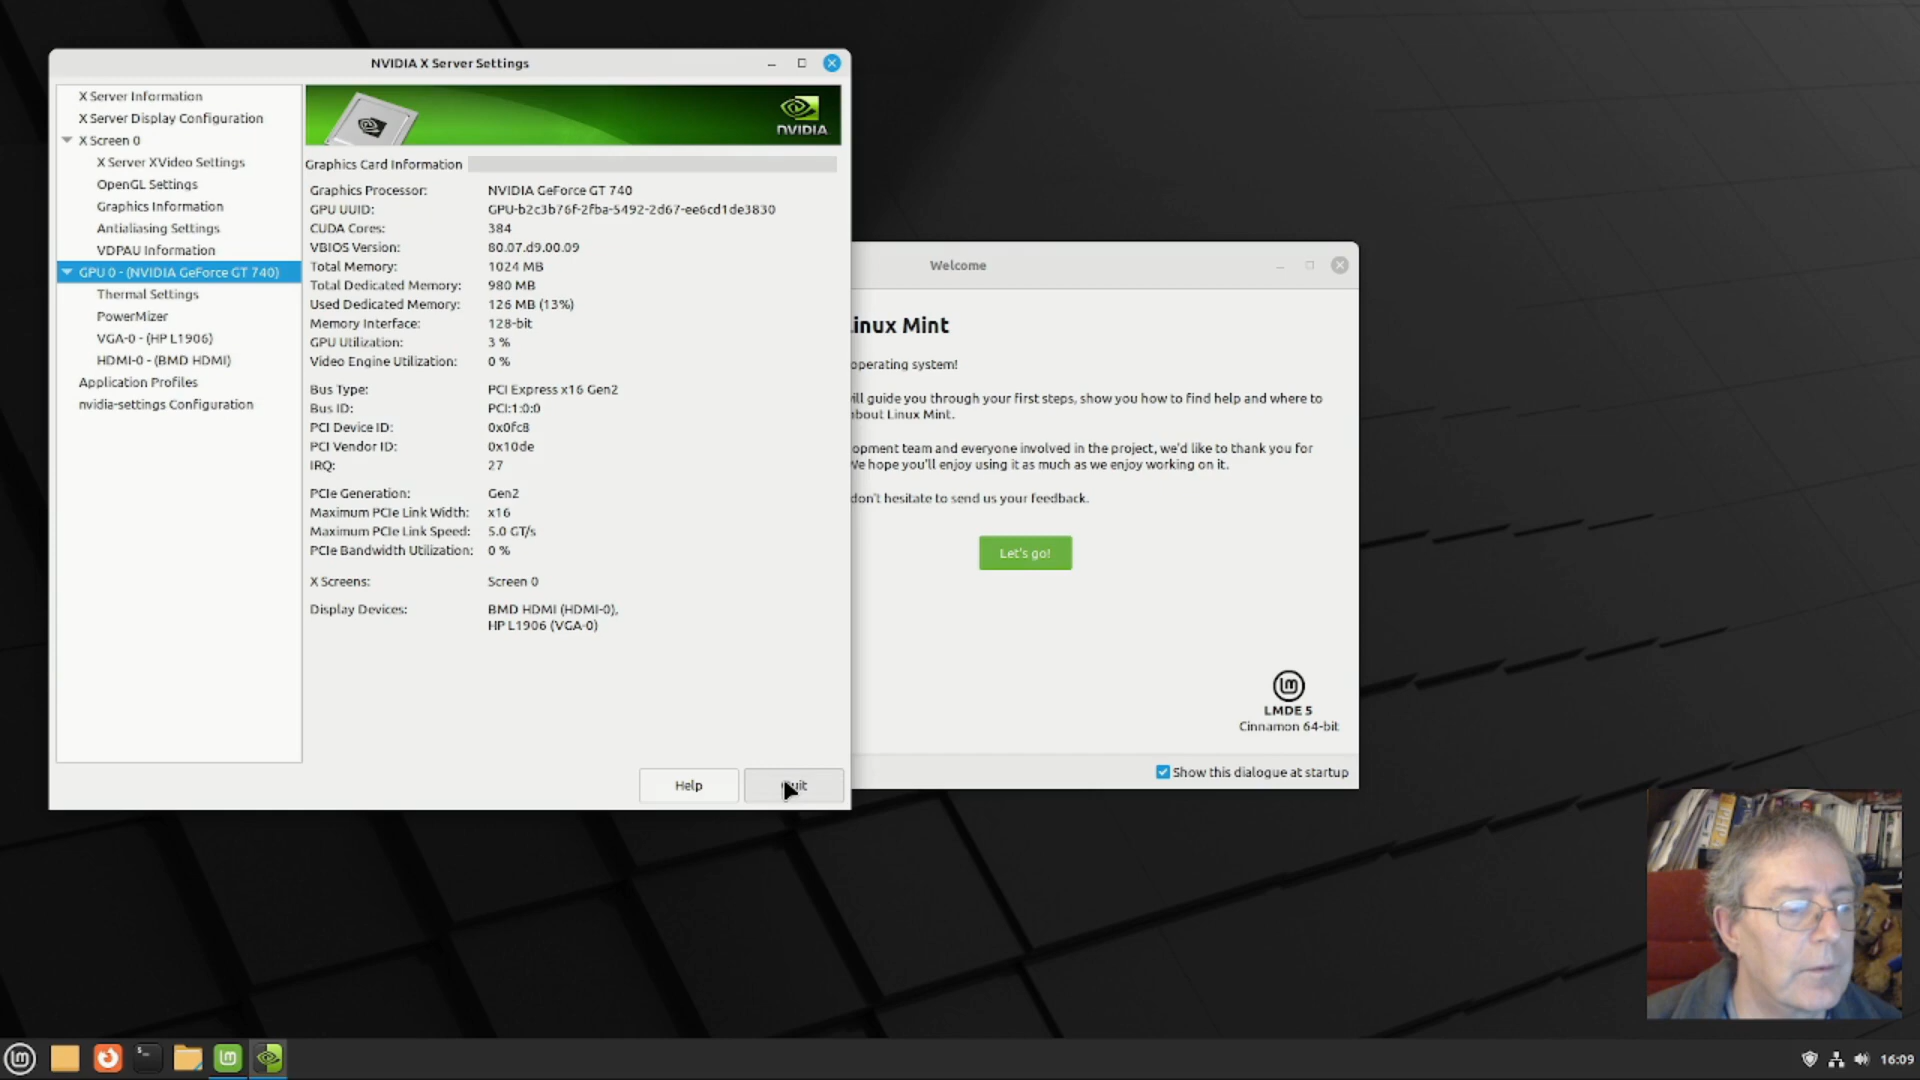 NVIDIA X Server Settings
X Server Information
X Server Display Configuration
X Screen 0
X Server XVideo Settings
OpenGL Settings
Graphics Information
Antialiasing Settings
VDPAU Information
GPU 0 - (NVIDIA GeForce GT 740)
Thermal Settings
PowerMizer
VGA-0 - (HP L1906)
HDMI-0 - (BMD HDMI)
Application Profiles
nvidia-settings Configuration
NVIDIA
Graphics Card Information
Graphics Processor: NVIDIA GeForce GT 740
GPU UUID: GPU-b2c3b76f-2fba-5492-2d67-ee6cd1de3830
CUDA Cores: 384
VBIOS Version: 80.07.d9.00.09
Total Memory: 1024 MB
Total Dedicated Memory: 980 MB
Used Dedicated Memory: 126 MB (13%)
Memory Interface: 128-bit
GPU Utilization: 3 %
Video Engine Utilization: 0 %
Bus Type: PCI Express x16 Gen2
Bus ID: PCI:1:0:0
PCI Device ID: 0x0fc8
PCI Vendor ID: 0x10de
IRQ: 27
PCIe Generation: Gen2
Maximum PCIe Link Width: x16
Maximum PCIe Link Speed: 5.0 GT/s
PCIe Bandwidth Utilization: 0 %
X Screens: Screen 0
Display Devices: BMD HDMI (HDMI-0),
HP L1906 (VGA-0)
Help
Welcome
Linux Mint
operating system!
will guide you through your first steps, show you how to find help and where to
about Linux Mint.
opment team and everyone involved in the project, we'd like to thank you for
We hope you'll enjoy using it as much as we enjoy working on it.
don't hesitate to send us your feedback.
Let's go!
LMDE 5
Cinnamon 64-bit
Show this dialogue at startup
16:09